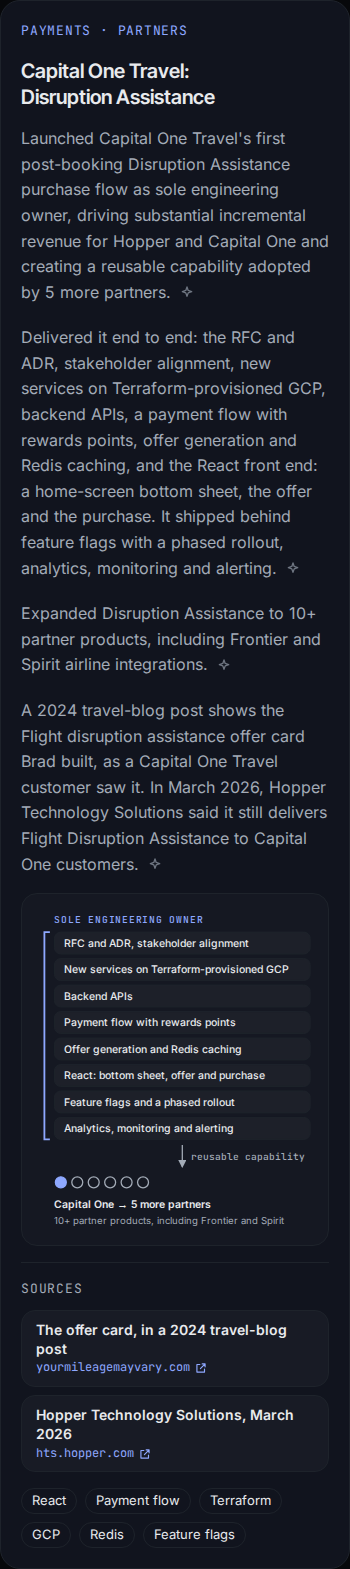 PAYMENTS · PARTNERS
Capital One Travel:
Disruption Assistance
Launched Capital One Travel's first
post-booking Disruption Assistance
purchase flow as sole engineering
owner, driving substantial incremental
revenue for Hopper and Capital One and
creating a reusable capability adopted
by 5 more partners.
Delivered it end to end: the RFC and
ADR, stakeholder alignment, new
services on Terraform-provisioned GCP,
backend APIs, a payment flow with
rewards points, offer generation and
Redis caching, and the React front end:
a home-screen bottom sheet, the offer
and the purchase. It shipped behind
feature flags with a phased rollout,
analytics, monitoring and alerting.
Expanded Disruption Assistance to 10+
partner products, including Frontier and
Spirit airline integrations.
A 2024 travel-blog post shows the
Flight disruption assistance offer card
Brad built, as a Capital One Travel
customer saw it. In March 2026, Hopper
Technology Solutions said it still delivers
Flight Disruption Assistance to Capital
One customers.
SOLE ENGINEERING OWNER
RFC and ADR, stakeholder alignment
New services on Terraform-provisioned GCP
Backend APIs
Payment flow with rewards points
Offer generation and Redis caching
React: bottom sheet, offer and purchase
Feature flags and a phased rollout
Analytics, monitoring and alerting
reusable capability
Capital One → 5 more partners
10+ partner products, including Frontier and Spirit
SOURCES
The offer card, in a 2024 travel-blog
post
yourmileagemayvary.com
Hopper Technology Solutions, March
2026
hts.hopper.com
React Payment flow Terraform
GCP Redis Feature flags